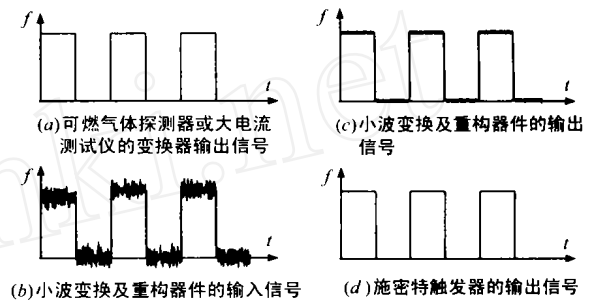 f
t
(a)可燃气体探测器或大电流
测试仪的变换器输出信号
f
t
(c)小波变换及重构器件的输出
信号
f
t
(b)小波变换及重构器件的输入信号
f
t
(d)施密特触发器的输出信号
nki.net